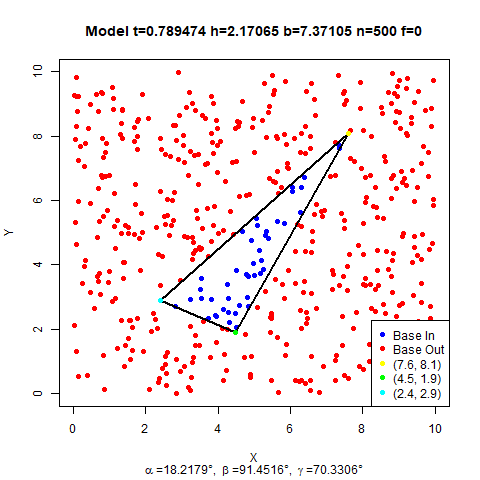 Model t=0.789474 h=2.17065 b=7.37105 n=500 f=0
10
8
6
4
2
0
Y
Base In
Base Out
(7.6, 8.1)
(4.5, 1.9)
(2.4, 2.9)
0 2 4 6 8 10
X
α=18.2179°, β=91.4516°, γ=70.3306°